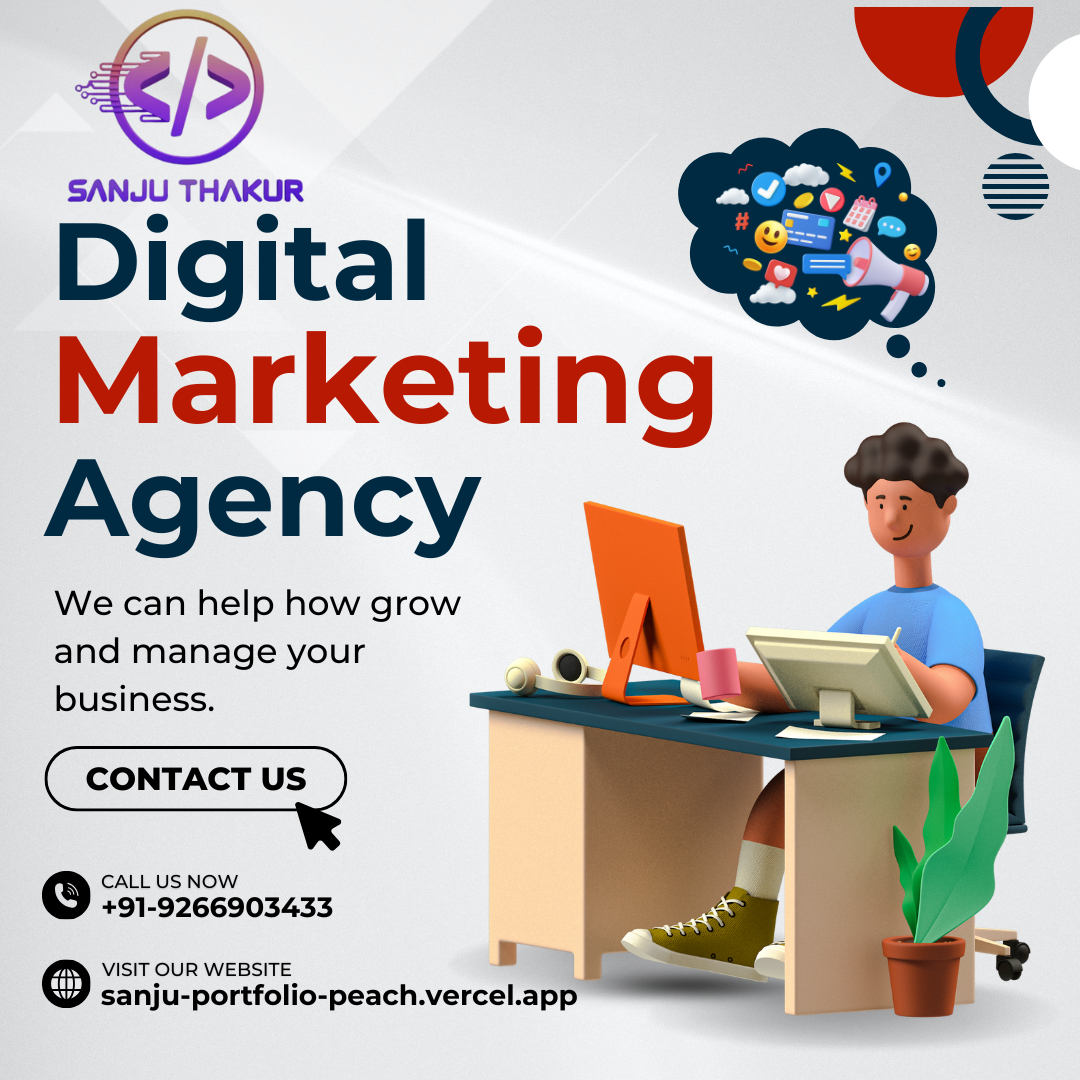 SANJU THAKUR
Digital
Marketing
Agency
We can help how grow
and manage your
business.
CONTACT US
CALL US NOW
+91-9266903433
VISIT OUR WEBSITE
sanju-portfolio-peach.vercel.app